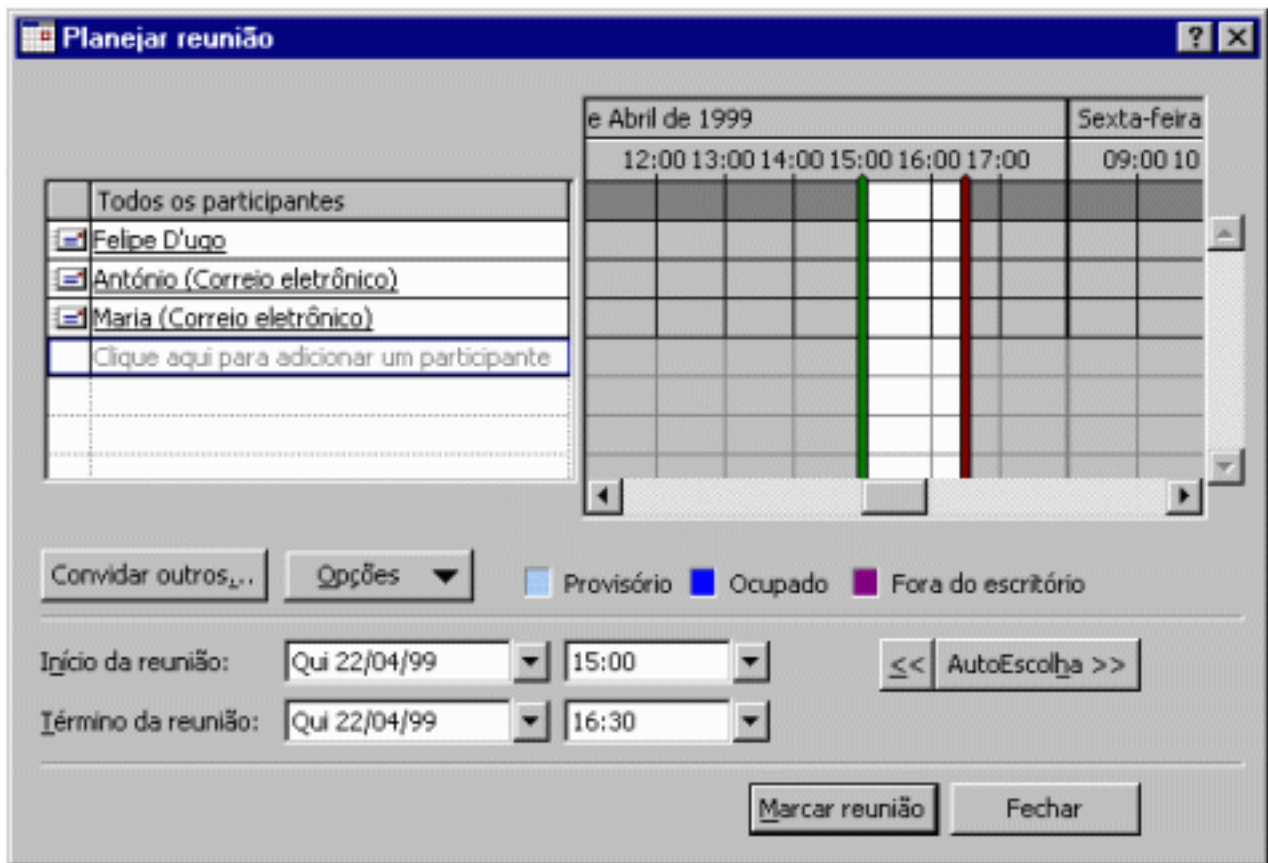 Planejar reunião
e Abril de 1999 Sexta-feira
12:00 13:00 14:00 15:00 16:00 17:00 09:00 10
Todos os participantes
Felipe D'ugo
António (Correio eletrônico)
Maria (Correio eletrônico)
Clique aqui para adicionar um participante
Convidar outros... Opções Provisório Ocupado Fora do escritório
Início da reunião: Qui 22/04/99 15:00 << AutoEscolha >>
Término da reunião: Qui 22/04/99 16:30
Marcar reunião Fechar